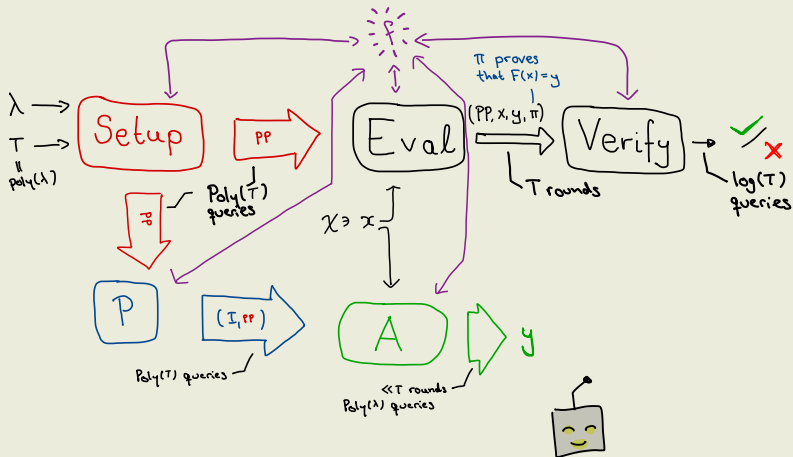 f
π proves
that F(x)=y
λ
T
=
poly(λ)
Setup
PP
Eval
(PP, x, y, π)
Verify
✓/x
Poly(T)
queries
T rounds
log(T)
queries
PP
χ∋ x
P
(I,PP)
A
y
Poly(T) queries
<<T rounds
Poly(λ) queries